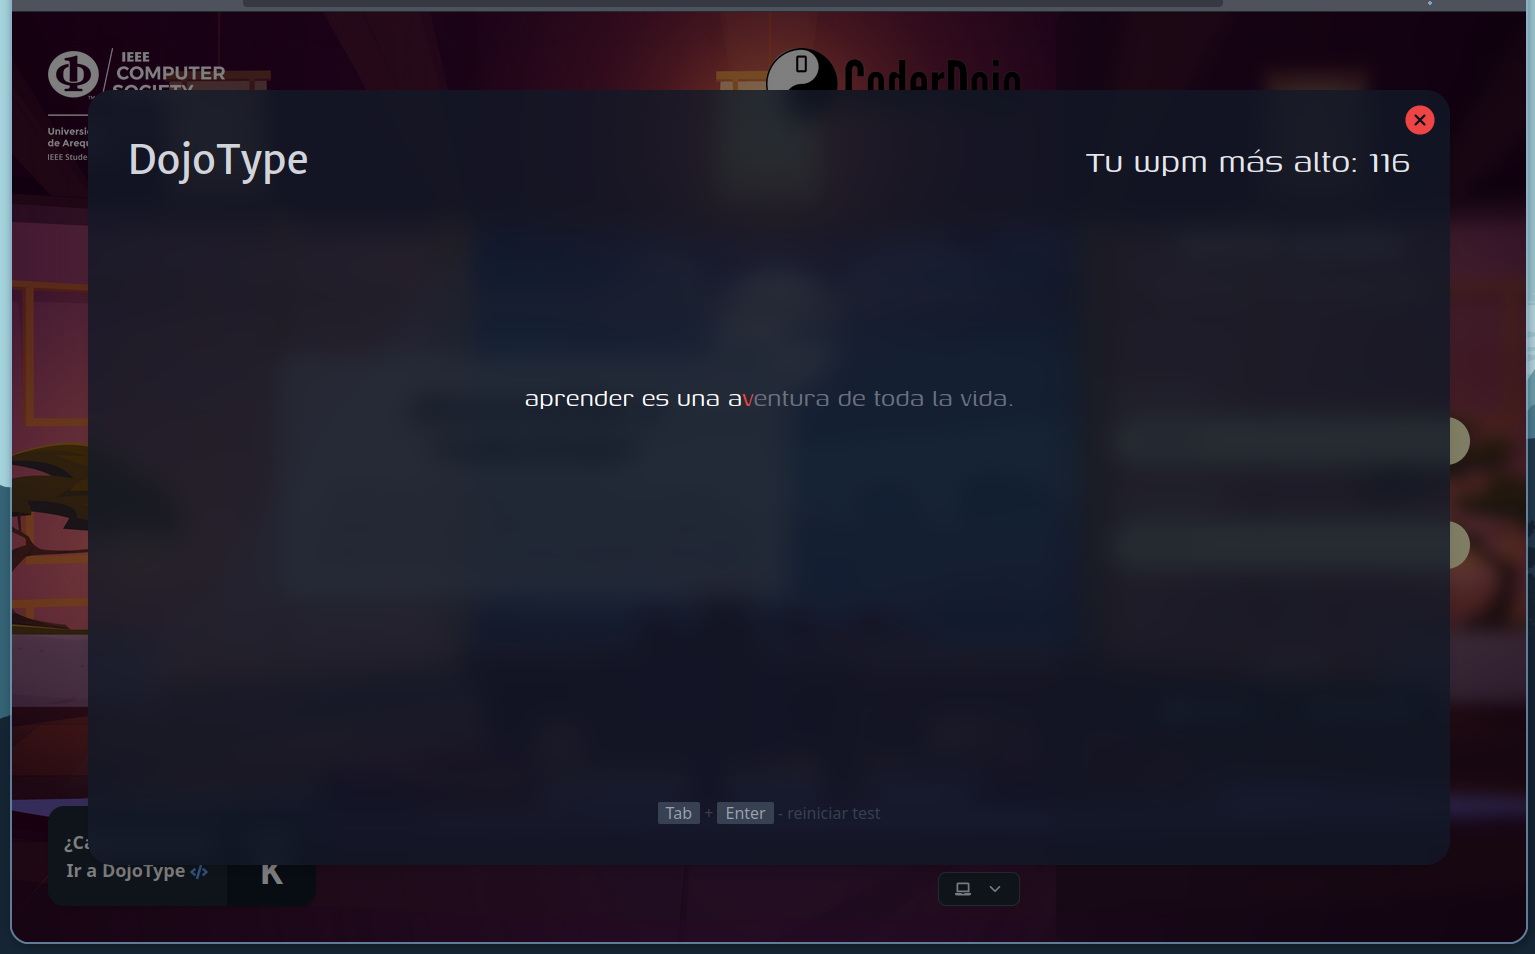 IEEE
COMPUTER
SOCIETY
CoderDojo
de Arequ
IEEE Stude
DojoType
Tu wpm más alto: 116
aprender es una aventura de toda la vida.
Tab + Enter - reiniciar test
¿Ca
Ir a DojoType </>
K